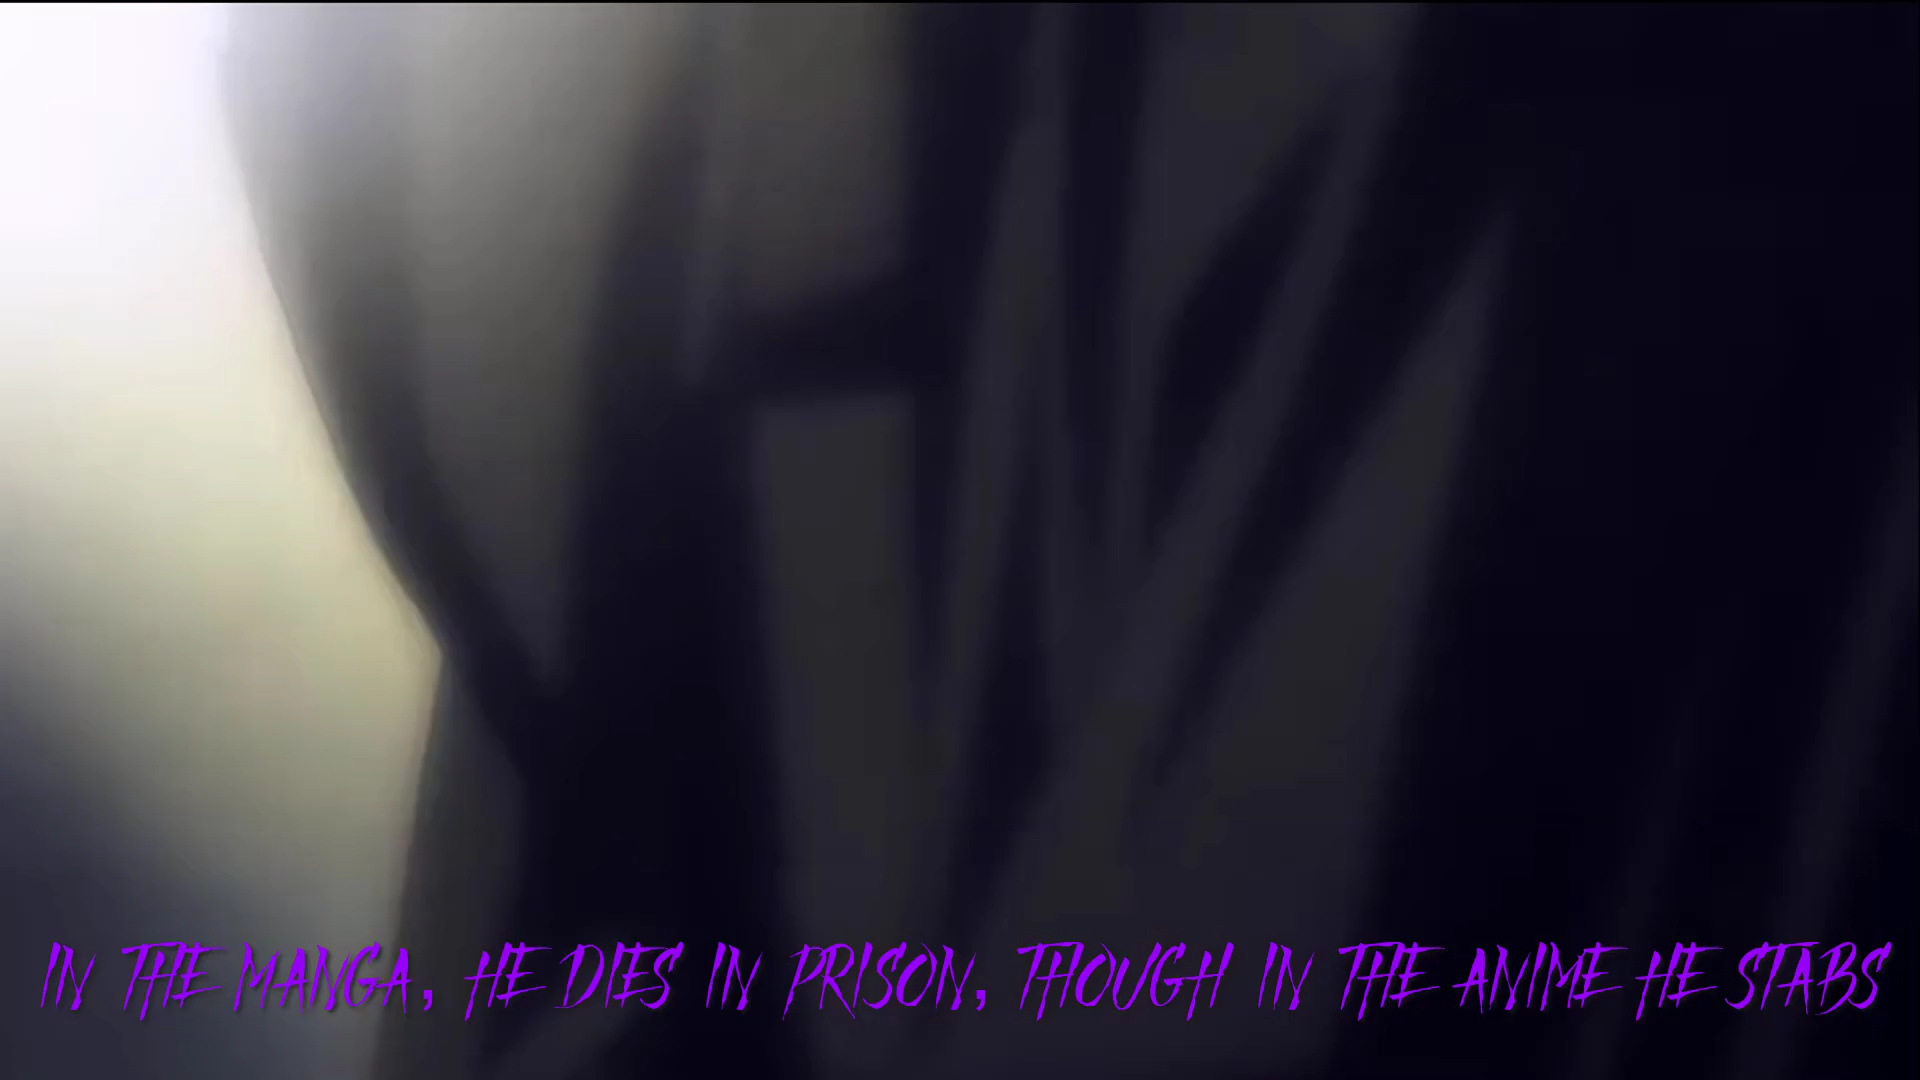 IN THE MANGA, HE DIES IN PRISON, THOUGH IN THE ANIME HE STABS